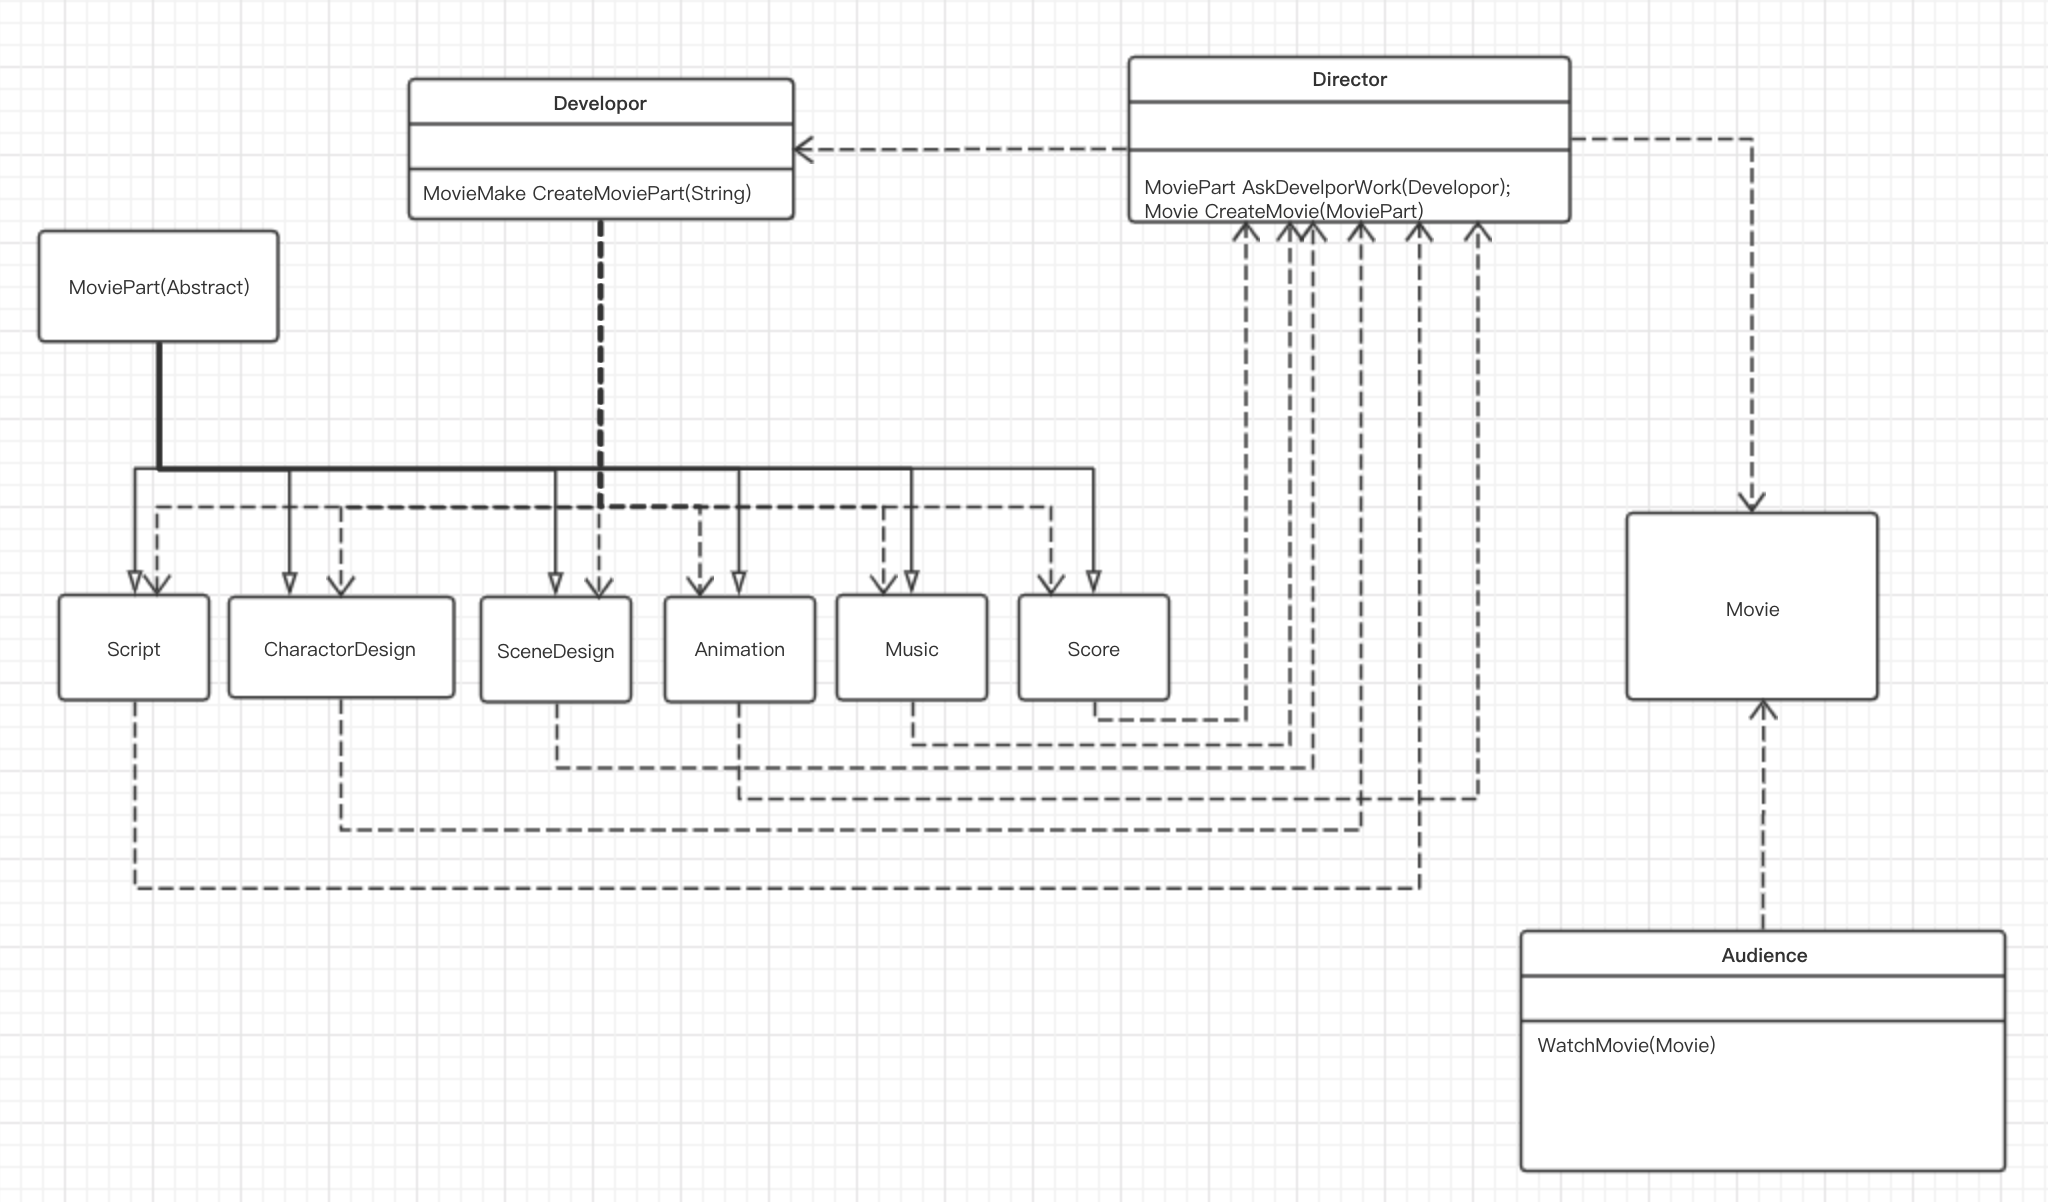 Director
Developor
MoviePart AskDevelporWork(Developor);
MovieMake CreateMoviePart(String)
Movie CreateMovie(MoviePart)
MoviePart(Abstract)
Movie
Script
CharactorDesign
SceneDesign
Animation
Music
Score
Audience
WatchMovie(Movie)